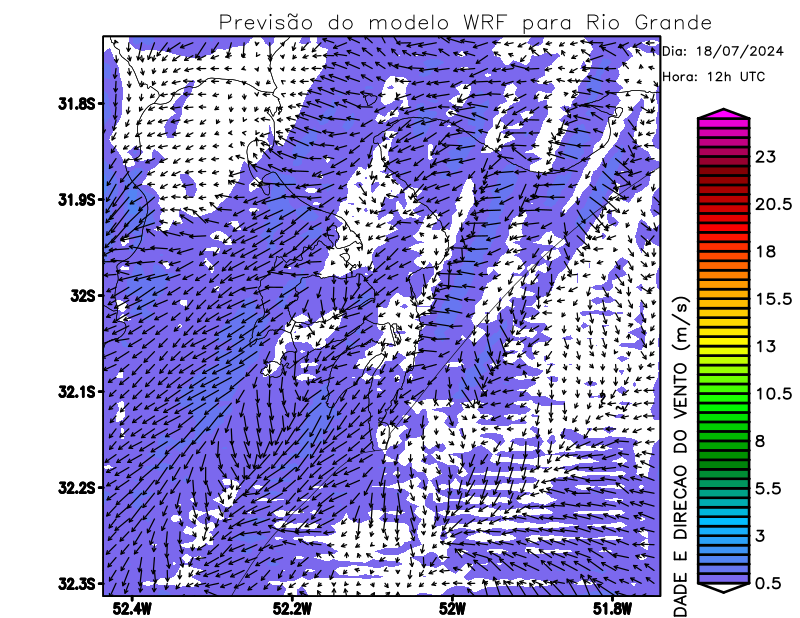 Previsão do modelo WRF para Rio Grande
Dia: 18/07/2024
Hora: 12h UTC
31.8S
31.9S
32S
32.1S
32.2S
32.3S
52.4W
52.2W
52W
51.8W
23
20.5
18
15.5
13
10.5
8
5.5
3
0.5
DADE E DIRECAO DO VENTO (m/s)